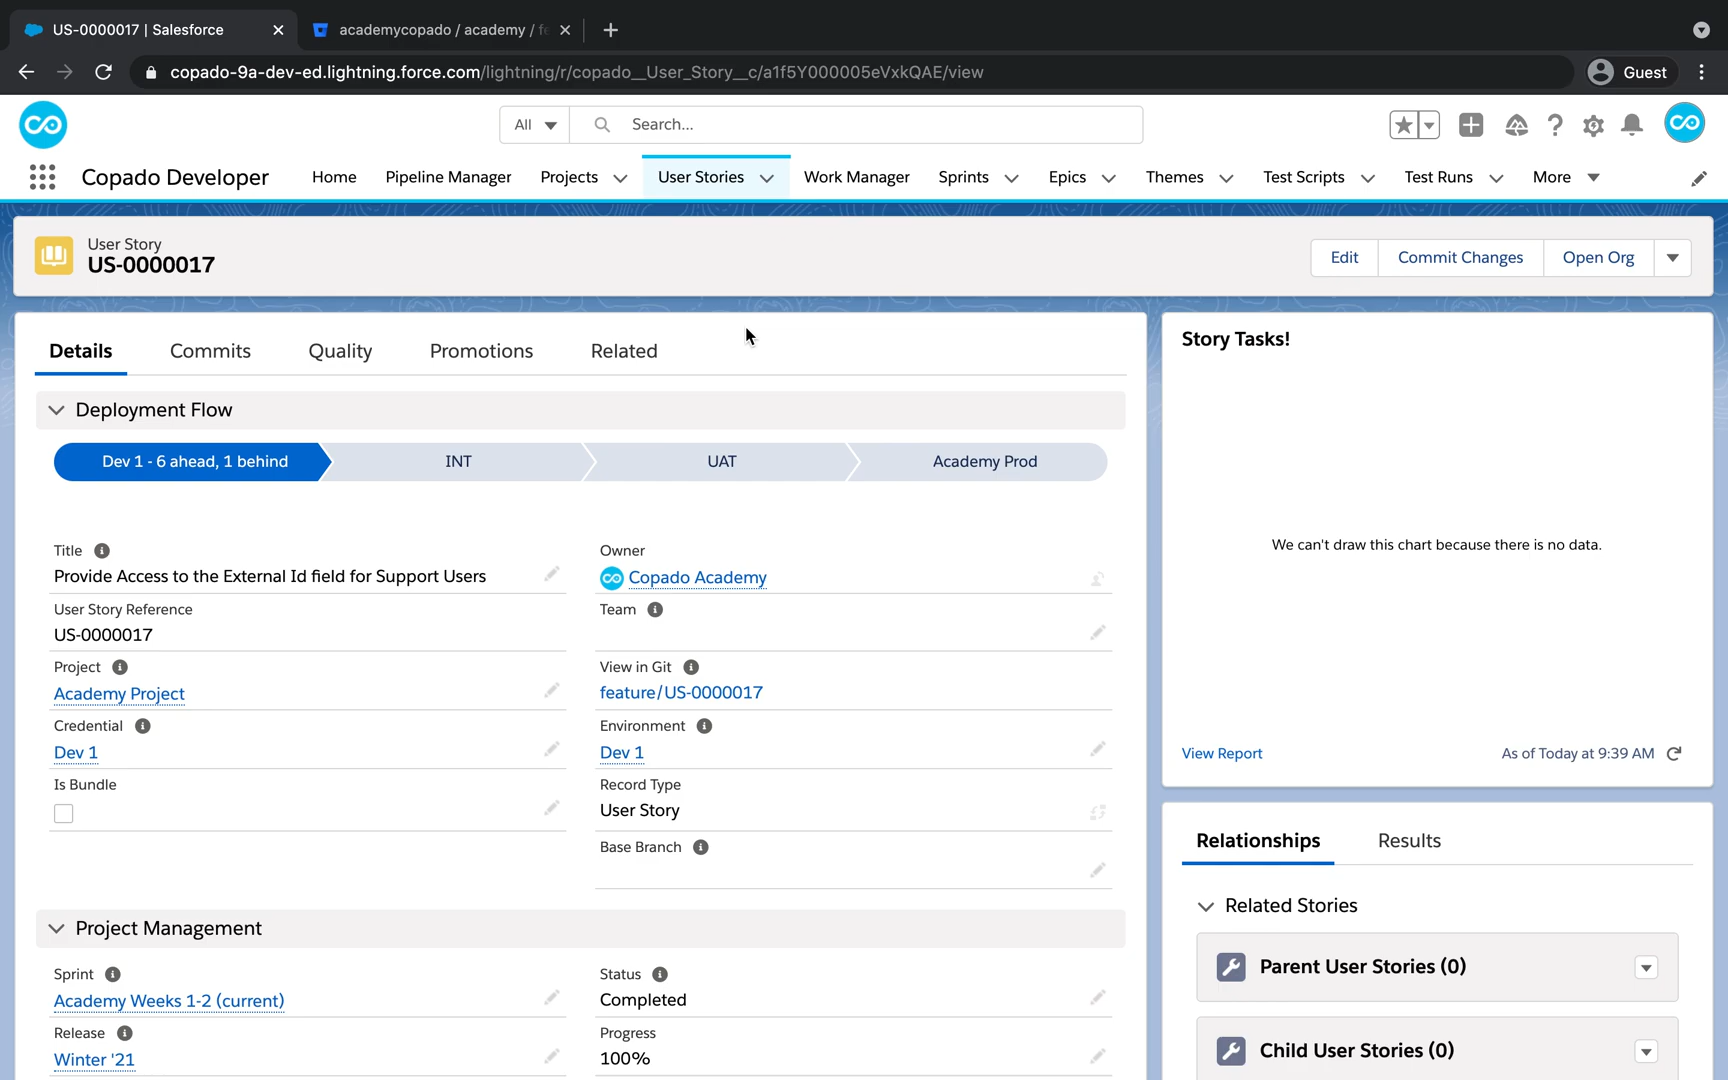 US-0000017 | Salesforce
academycopado / academy / fe
copado-9a-dev-ed.lightning.force.com/lightning/r/copado__User_Story__c/a1f5Y000005eVxkQAE/view
Guest
All
Search...
Copado Developer
Home
Pipeline Manager
Projects
User Stories
Work Manager
Sprints
Epics
Themes
Test Scripts
Test Runs
More
User Story
US-0000017
Edit
Commit Changes
Open Org
Details
Commits
Quality
Promotions
Related
Deployment Flow
Dev 1 - 6 ahead, 1 behind
INT
UAT
Academy Prod
Title
Provide Access to the External Id field for Support Users
User Story Reference
US-0000017
Project
Academy Project
Credential
Dev 1
Is Bundle
Owner
Copado Academy
Team
View in Git
feature/US-0000017
Environment
Dev 1
Record Type
User Story
Base Branch
Project Management
Sprint
Academy Weeks 1-2 (current)
Release
Winter '21
Status
Completed
Progress
100%
Story Tasks!
We can't draw this chart because there is no data.
View Report
As of Today at 9:39 AM
Relationships
Results
Related Stories
Parent User Stories (0)
Child User Stories (0)